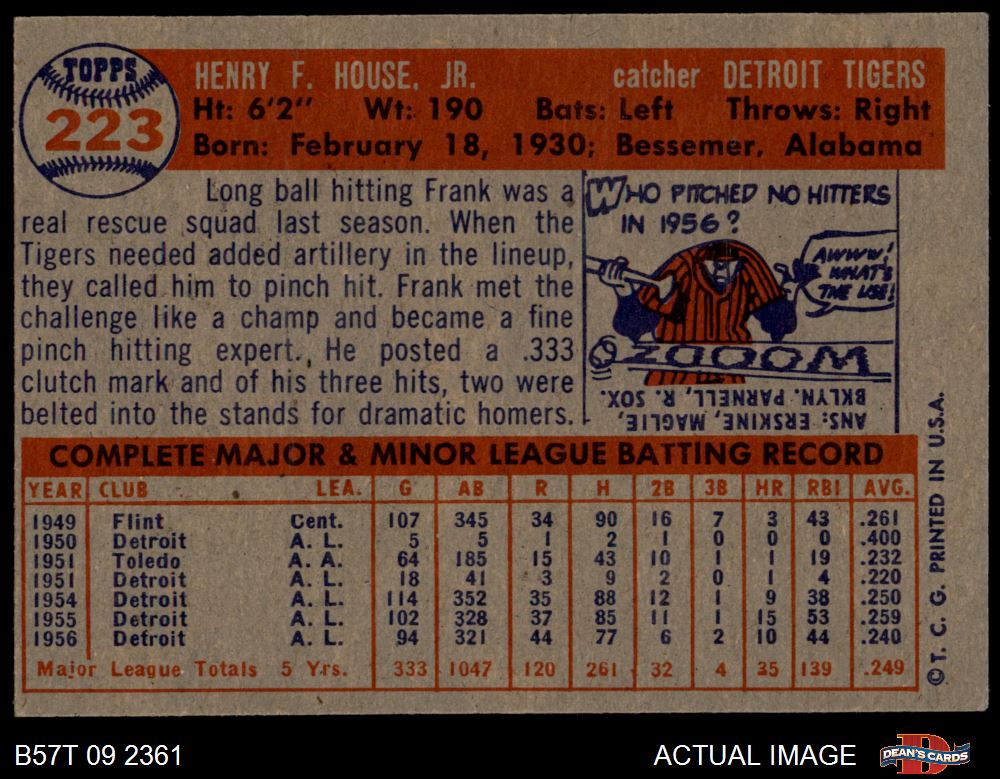 TOPPS
223
HENRY F. HOUSE, JR. catcher DETROIT TIGERS
Ht: 6'2" Wt: 190 Bats: Left Throws: Right
Born: February 18, 1930; Bessemer, Alabama
Long ball hitting Frank was a
real rescue squad last season. When the
Tigers needed added artillery in the lineup,
they called him to pinch hit. Frank met the
challenge like a champ and became a fine
pinch hitting expert. He posted a .333
clutch mark and of his three hits, two were
belted into the stands for dramatic homers.
WHO PITCHED NO HITTERS
IN 1956?
AWWW!
WHAT'S
THE USE!
ZOOOOM
ANS: ERSKINE, MAGLIE,
BKLYN. PARNELL, R. SOX.
COMPLETE MAJOR & MINOR LEAGUE BATTING RECORD
YEAR CLUB LEA. G AB R H 2B 3B HR RBI AVG.
1949 Flint Cent. 107 345 34 90 16 7 3 43 .261
1950 Detroit A. L. 5 5 1 2 1 0 0 0 .400
1951 Toledo A. A. 64 185 15 43 10 1 1 19 .232
1951 Detroit A. L. 18 41 3 9 2 0 1 4 .220
1954 Detroit A. L. 114 352 35 88 12 1 9 38 .250
1955 Detroit A. L. 102 328 37 85 11 1 15 53 .259
1956 Detroit A. L. 94 321 44 77 6 2 10 44 .240
Major League Totals 5 Yrs. 333 1047 120 261 32 4 35 139 .249
©T. C. G. PRINTED IN U.S.A.
B57T 09 2361
ACTUAL IMAGE
DEAN'S CARDS